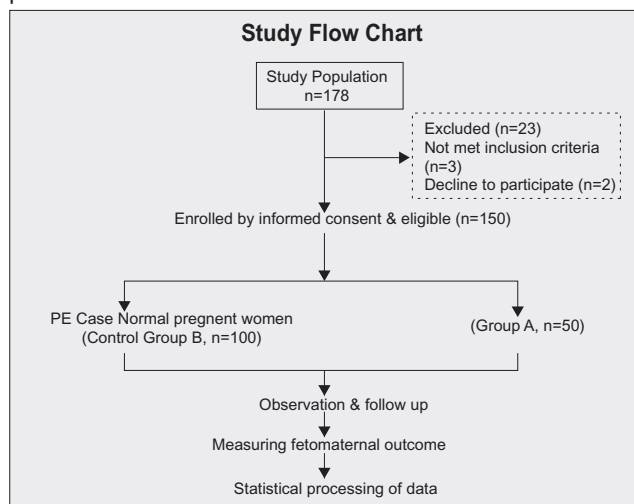 Study Flow Chart
Study Population
n=178
Excluded (n=23)
Not met inclusion criteria
(n=3)
Decline to participate (n=2)
Enrolled by informed consent & eligible (n=150)
PE Case Normal pregnent women
(Control Group B, n=100)
(Group A, n=50)
Observation & follow up
Measuring fetomaternal outcome
Statistical processing of data